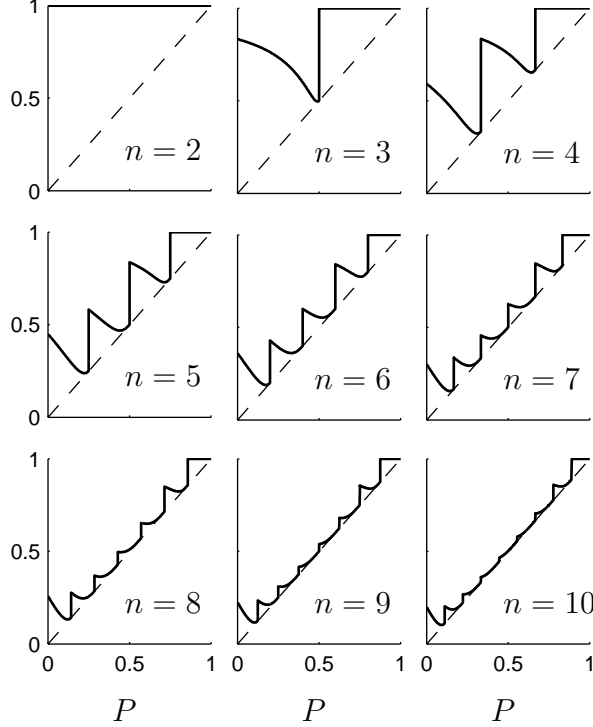 1
0.5
n = 2
n = 3
n = 4
0
1
0.5
n = 5
n = 6
n = 7
0
1
0.5
n = 8
n = 9
n = 10
0
0 0.5 1 0 0.5 1 0 0.5 1
P P P